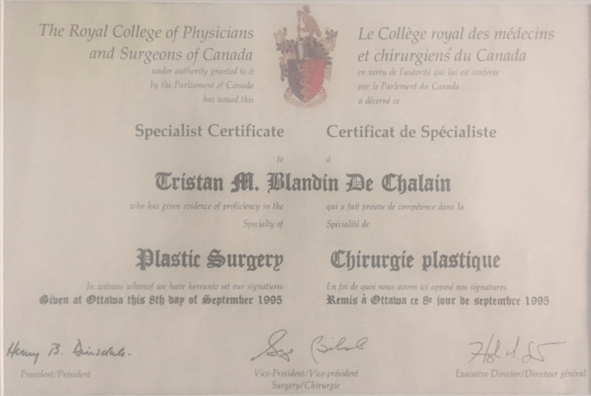 The Royal College of Physicians
and Surgeons of Canada
under authority granted to it
by the Parliament of Canada
has issued this
Le Collège royal des médecins
et chirurgiens du Canada
en vertu de l'autorité qui lui est conférée
par le Parlement du Canada
a décerné ce
Specialist Certificate
Certificat de Spécialiste
to
à
Tristan M. Blandin De Chalain
who has given evidence of proficiency in the
Specialty of
qui a fait preuve de compétence dans la
Spécialité de
Plastic Surgery
Chirurgie plastique
In witness whereof we have hereunto set our signatures
Given at Ottawa this 8th day of September 1995
En foi de quoi nous avons ici apposé nos signatures
Remis à Ottawa ce 8e jour de septembre 1995
Henry B. Dinsdale.
President/Président
Vice-President/Vice-président
Surgery/Chirurgie
Executive Director/Directeur général